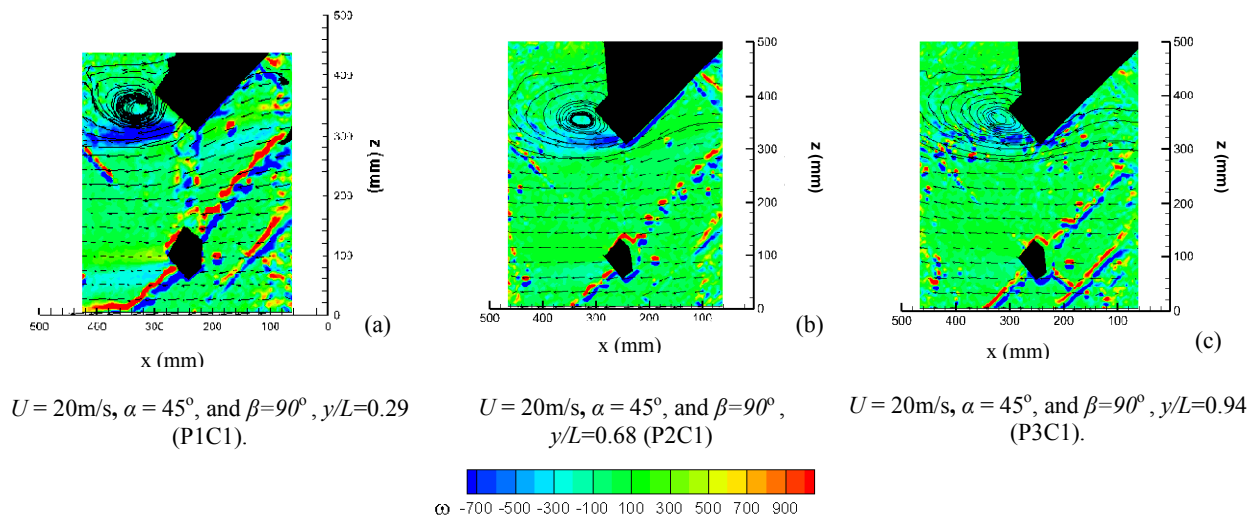 500
400
300
200
100
0
z (mm)
500 400 300 200 100 0
x (mm)
(a)
500
400
300
200
100
0
z (mm)
500 400 300 200 100
x (mm)
(b)
500
400
300
200
100
0
z (mm)
500 400 300 200 100
x (mm)
(c)
U = 20m/s, α = 45°, and β=90° , y/L=0.29
(P1C1).
U = 20m/s, α = 45°, and β=90° ,
y/L=0.68 (P2C1)
U = 20m/s, α = 45°, and β=90° , y/L=0.94
(P3C1).
ω -700 -500 -300 -100 100 300 500 700 900